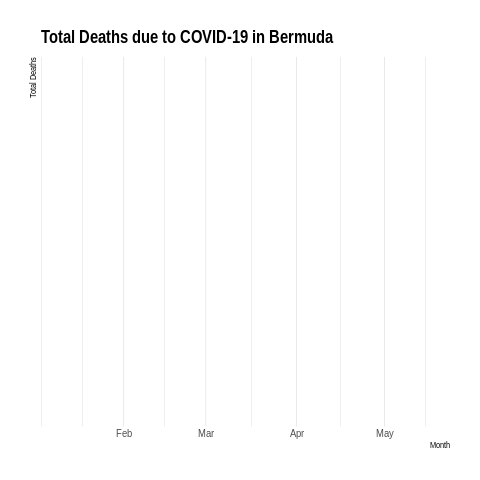 Total Deaths due to COVID-19 in Bermuda
Total Deaths
Feb Mar Apr May
Month